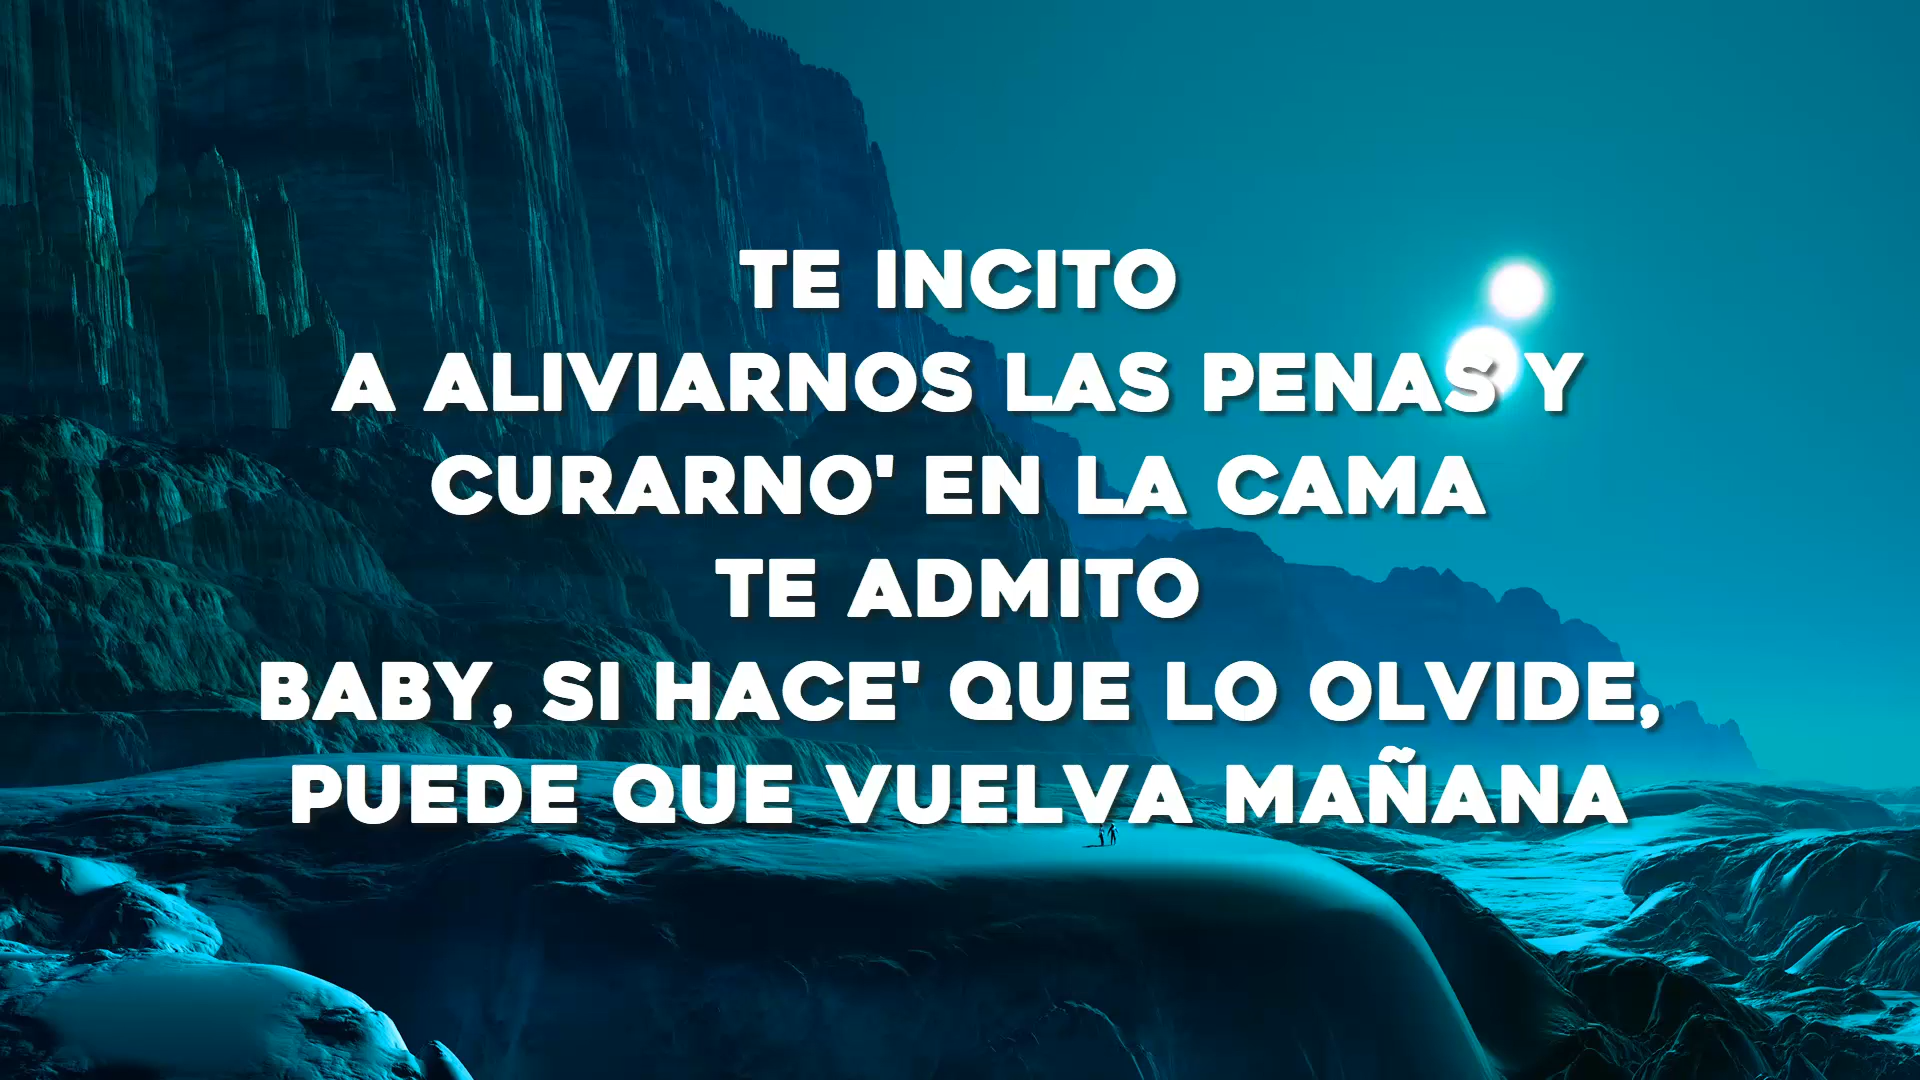 TE INCITO
A ALIVIARNOS LAS PENAS Y
CURARNO' EN LA CAMA
TE ADMITO
BABY, SI HACE' QUE LO OLVIDE,
PUEDE QUE VUELVA MAÑANA